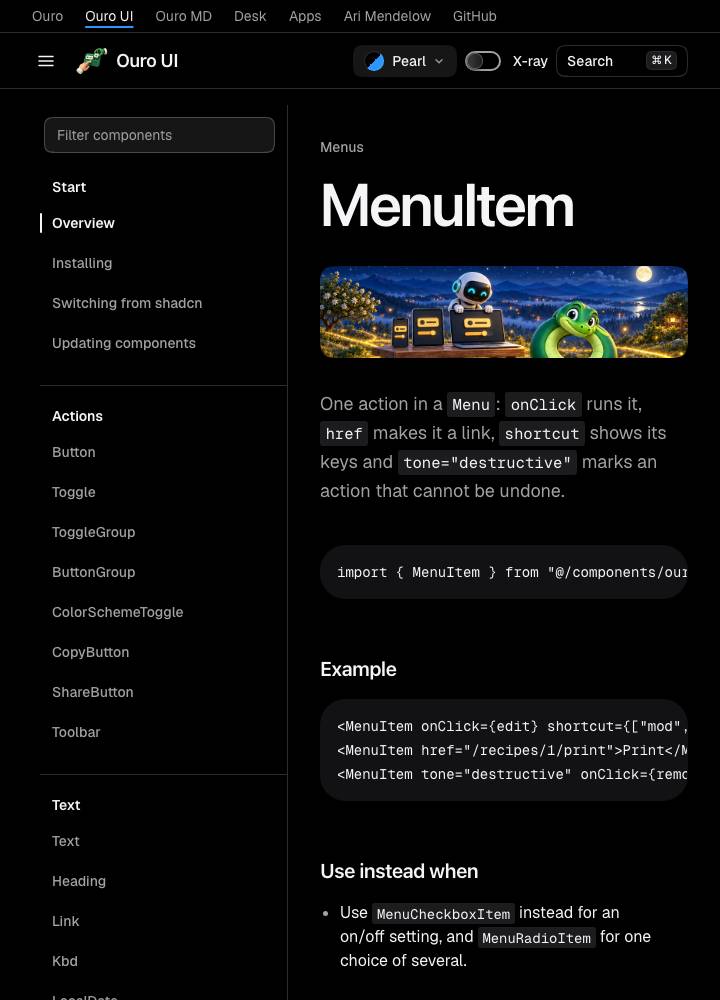 Ouro Ouro UI Ouro MD Desk Apps Ari Mendelow GitHub
Ouro UI Pearl X-ray Search ⌘ K
Filter components
Start
Overview
Installing
Switching from shadcn
Updating components
Actions
Button
Toggle
ToggleGroup
ButtonGroup
ColorSchemeToggle
CopyButton
ShareButton
Toolbar
Text
Text
Heading
Link
Kbd
LocalDate
Menus
MenuItem
One action in a Menu: onClick runs it,
href makes it a link, shortcut shows its
keys and tone="destructive" marks an
action that cannot be undone.
import { MenuItem } from "@/components/our
Example
<MenuItem onClick={edit} shortcut={["mod",
<MenuItem href="/recipes/1/print">Print</M
<MenuItem tone="destructive" onClick={remo
Use instead when
• Use MenuCheckboxItem instead for an
on/off setting, and MenuRadioItem for one
choice of several.